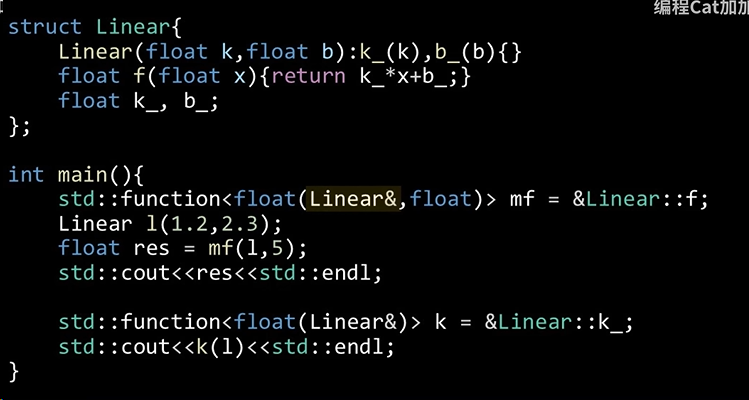 编程Cat加加
struct Linear{
    Linear(float k,float b):k_(k),b_(b){}
    float f(float x){return k_*x+b_;}
    float k_, b_;
};
int main(){
    std::function<float(Linear&,float)> mf = &Linear::f;
    Linear l(1.2,2.3);
    float res = mf(l,5);
    std::cout<<res<<std::endl;
    std::function<float(Linear&)> k = &Linear::k_;
    std::cout<<k(l)<<std::endl;
}